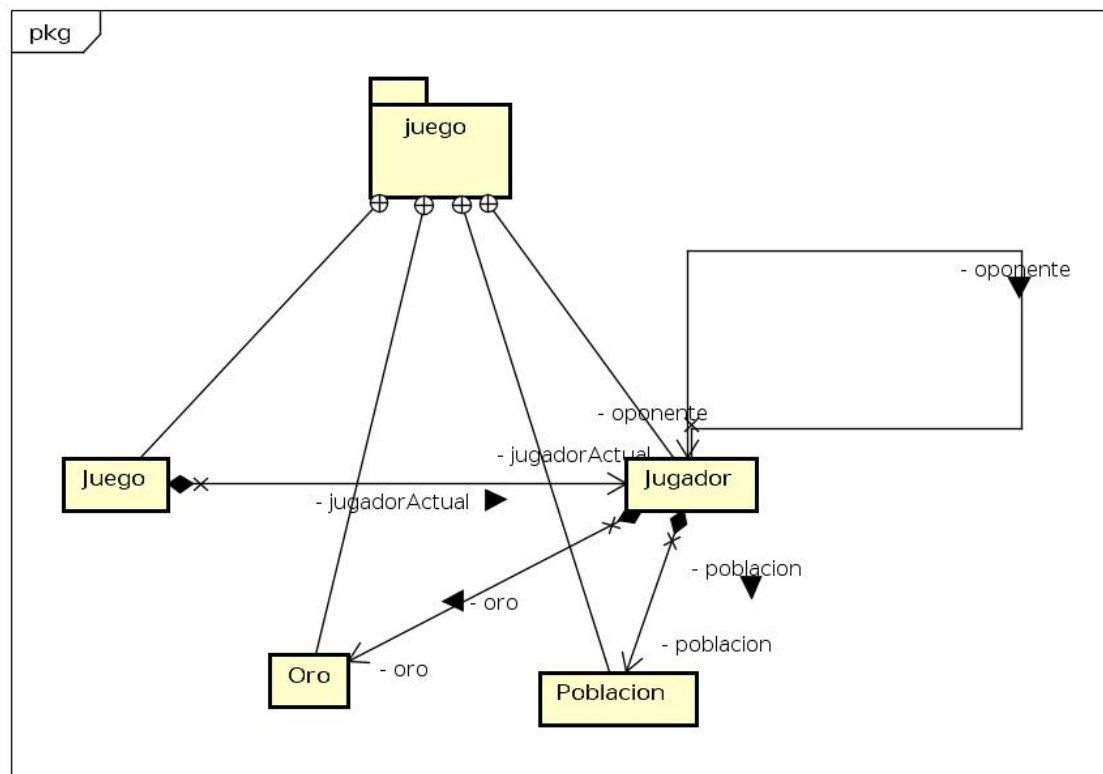 pkg
juego
- oponente
- oponente
- jugadorActual
Juego
Jugador
- jugadorActual
- poblacion
- oro
- poblacion
- oro
Oro
Poblacion